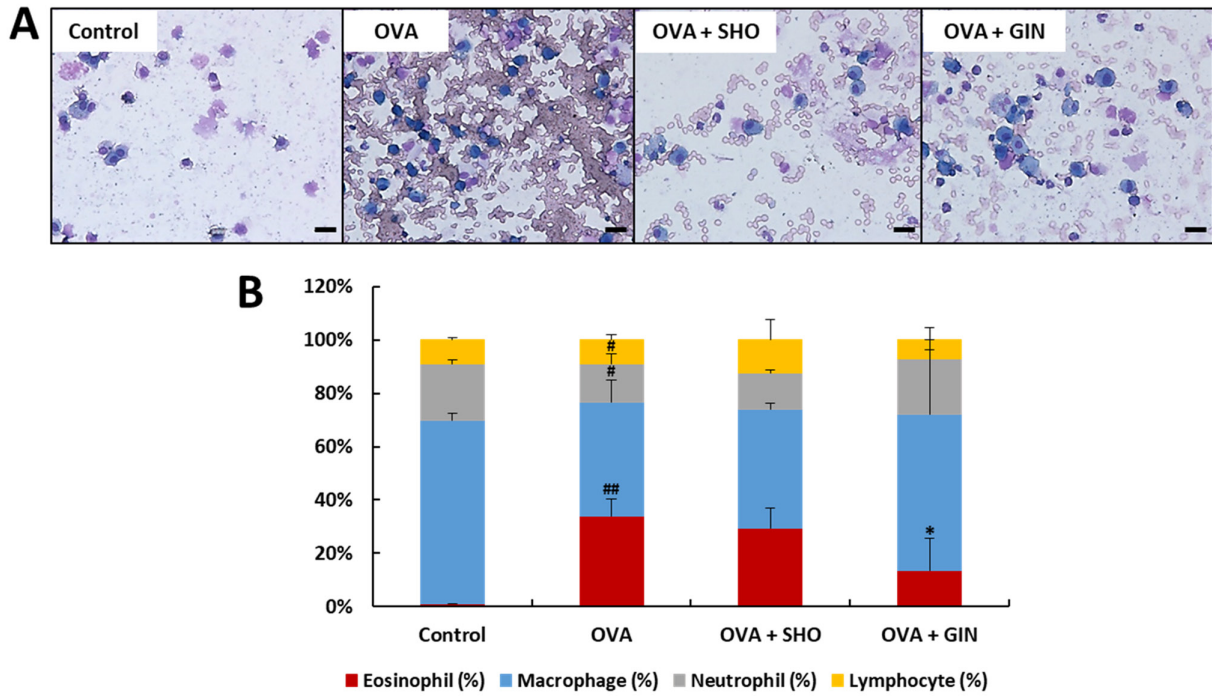 A
Control
OVA
OVA + SHO
OVA + GIN
B
120%
100%
80%
60%
40%
20%
0%
#
#
##
*
Control
OVA
OVA + SHO
OVA + GIN
Eosinophil (%)
Macrophage (%)
Neutrophil (%)
Lymphocyte (%)